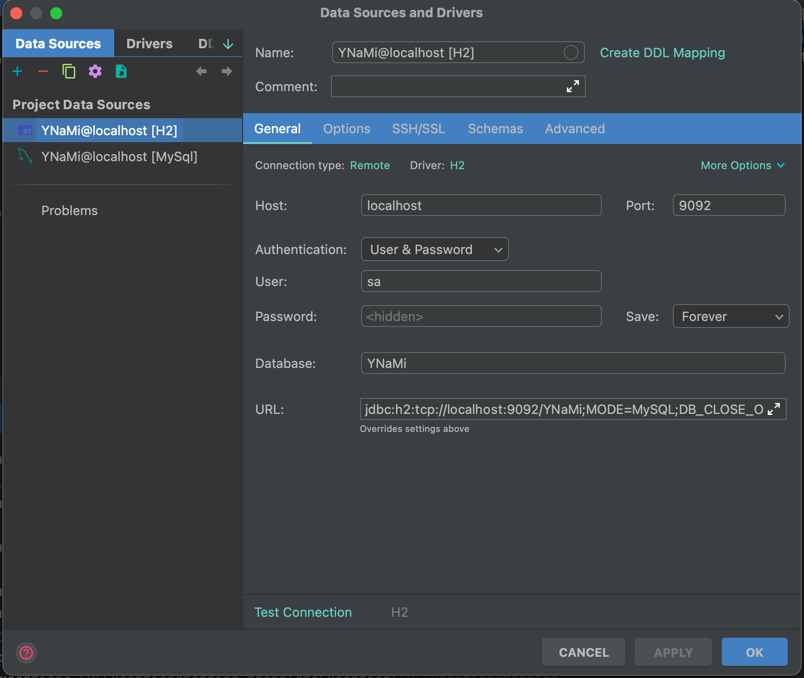 Data Sources and Drivers
Data Sources Drivers DD
Name: YNaMi@localhost [H2] Create DDL Mapping
Comment:
Project Data Sources
YNaMi@localhost [H2]
YNaMi@localhost [MySql]
Problems
General Options SSH/SSL Schemas Advanced
Connection type: Remote Driver: H2 More Options
Host: localhost Port: 9092
Authentication: User & Password
User: sa
Password: <hidden> Save: Forever
Database: YNaMi
URL: jdbc:h2:tcp://localhost:9092/YNaMi;MODE=MySQL;DB_CLOSE_O
Overrides settings above
Test Connection H2
CANCEL APPLY OK